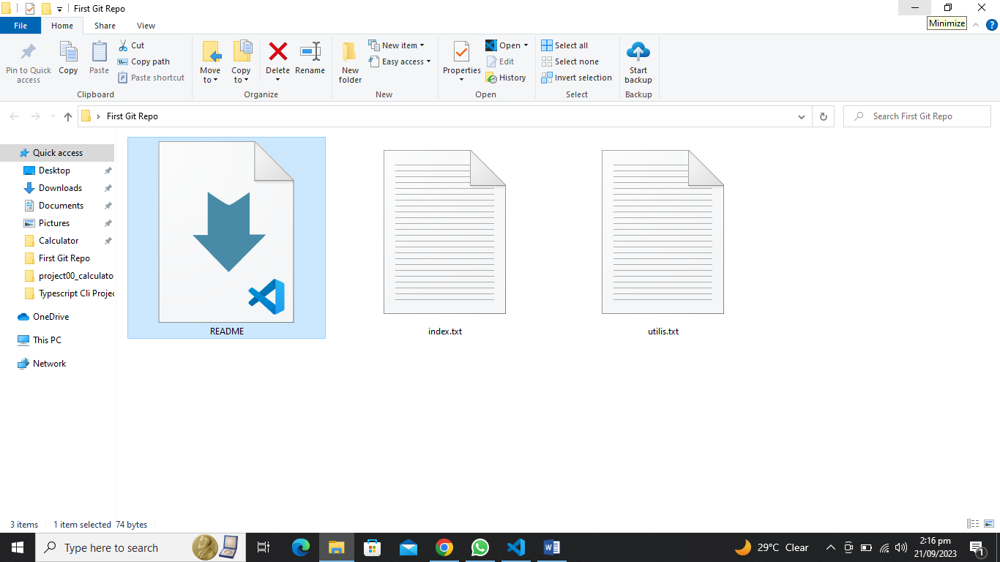 First Git Repo
File Home Share View
Minimize
Pin to Quick access
Copy
Paste
Cut
Copy path
Paste shortcut
Clipboard
Move to
Copy to
Delete
Rename
Organize
New folder
New item
Easy access
New
Properties
Open
Edit
History
Open
Select all
Select none
Invert selection
Select
Start backup
Backup
First Git Repo
Search First Git Repo
Quick access
Desktop
Downloads
Documents
Pictures
Calculator
First Git Repo
project00_calculato
Typescript Cli Projec
OneDrive
This PC
Network
README
index.txt
utilis.txt
3 items 1 item selected 74 bytes
Type here to search
29°C Clear
2:16 pm
21/09/2023
1